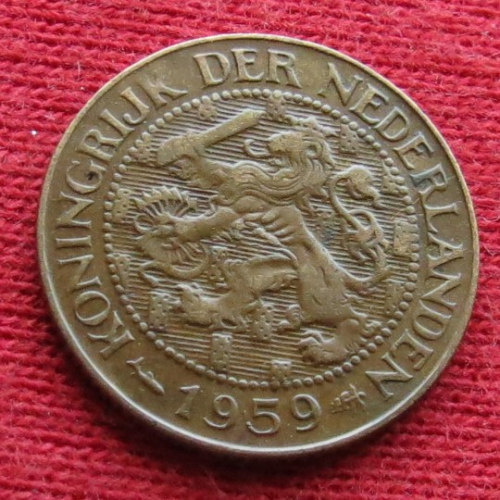 KONINGRIJK DER NEDERLANDEN
1959